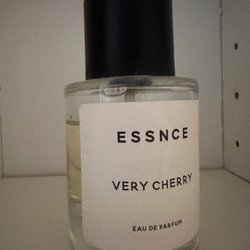 ESSNCE
VERY CHERRY
EAU DE PARFUM